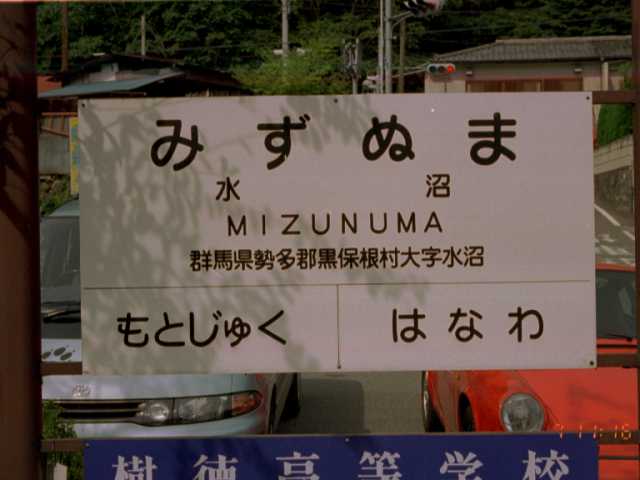 みずぬま
水沼
MIZUNUMA
群馬県勢多郡黒保根村大字水沼
もとじゅく はなわ
樹徳高等学校